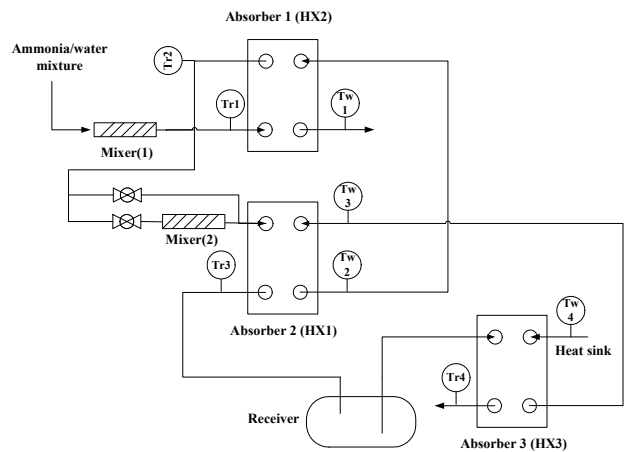 Absorber 1 (HX2)
Ammonia/water
mixture
Tr2
Tr1
Tw
1
Mixer(1)
Tw
3
Mixer(2)
Tr3
Tw
2
Absorber 2 (HX1)
Tw
4
Heat sink
Tr4
Receiver
Absorber 3 (HX3)